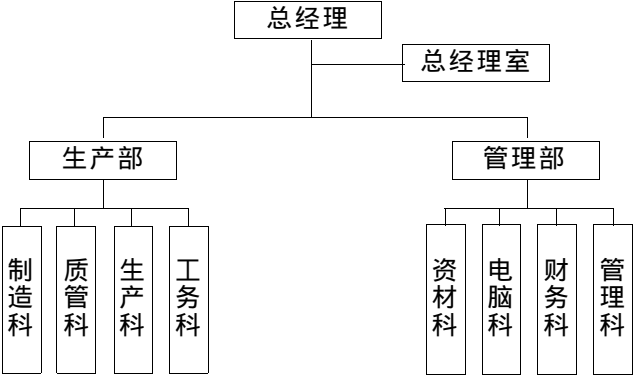 总经理
总经理室
生产部
管理部
制造科
质管科
生产科
工务科
资材科
电脑科
财务科
管理科